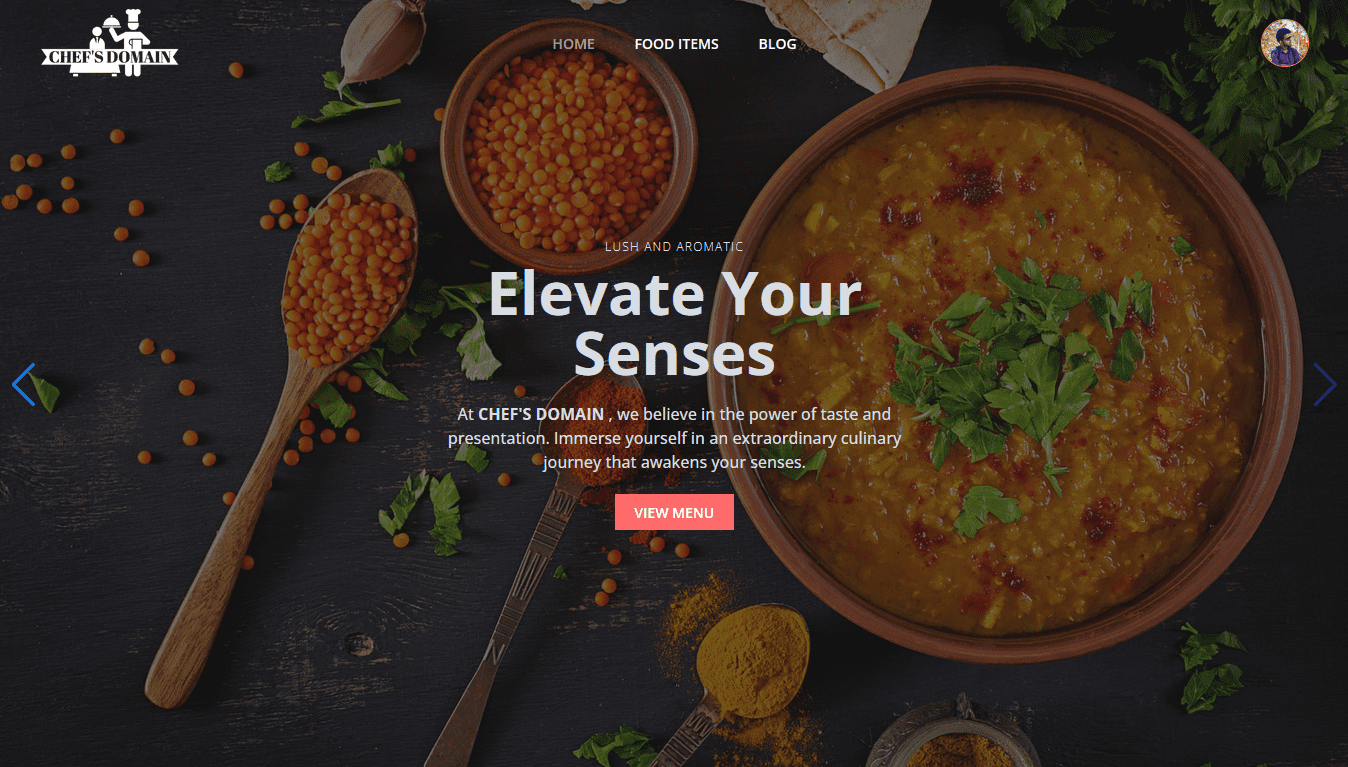 CHEF'S DOMAIN
HOME FOOD ITEMS BLOG
LUSH AND AROMATIC
Elevate Your
Senses
At CHEF'S DOMAIN , we believe in the power of taste and
presentation. Immerse yourself in an extraordinary culinary
journey that awakens your senses.
VIEW MENU